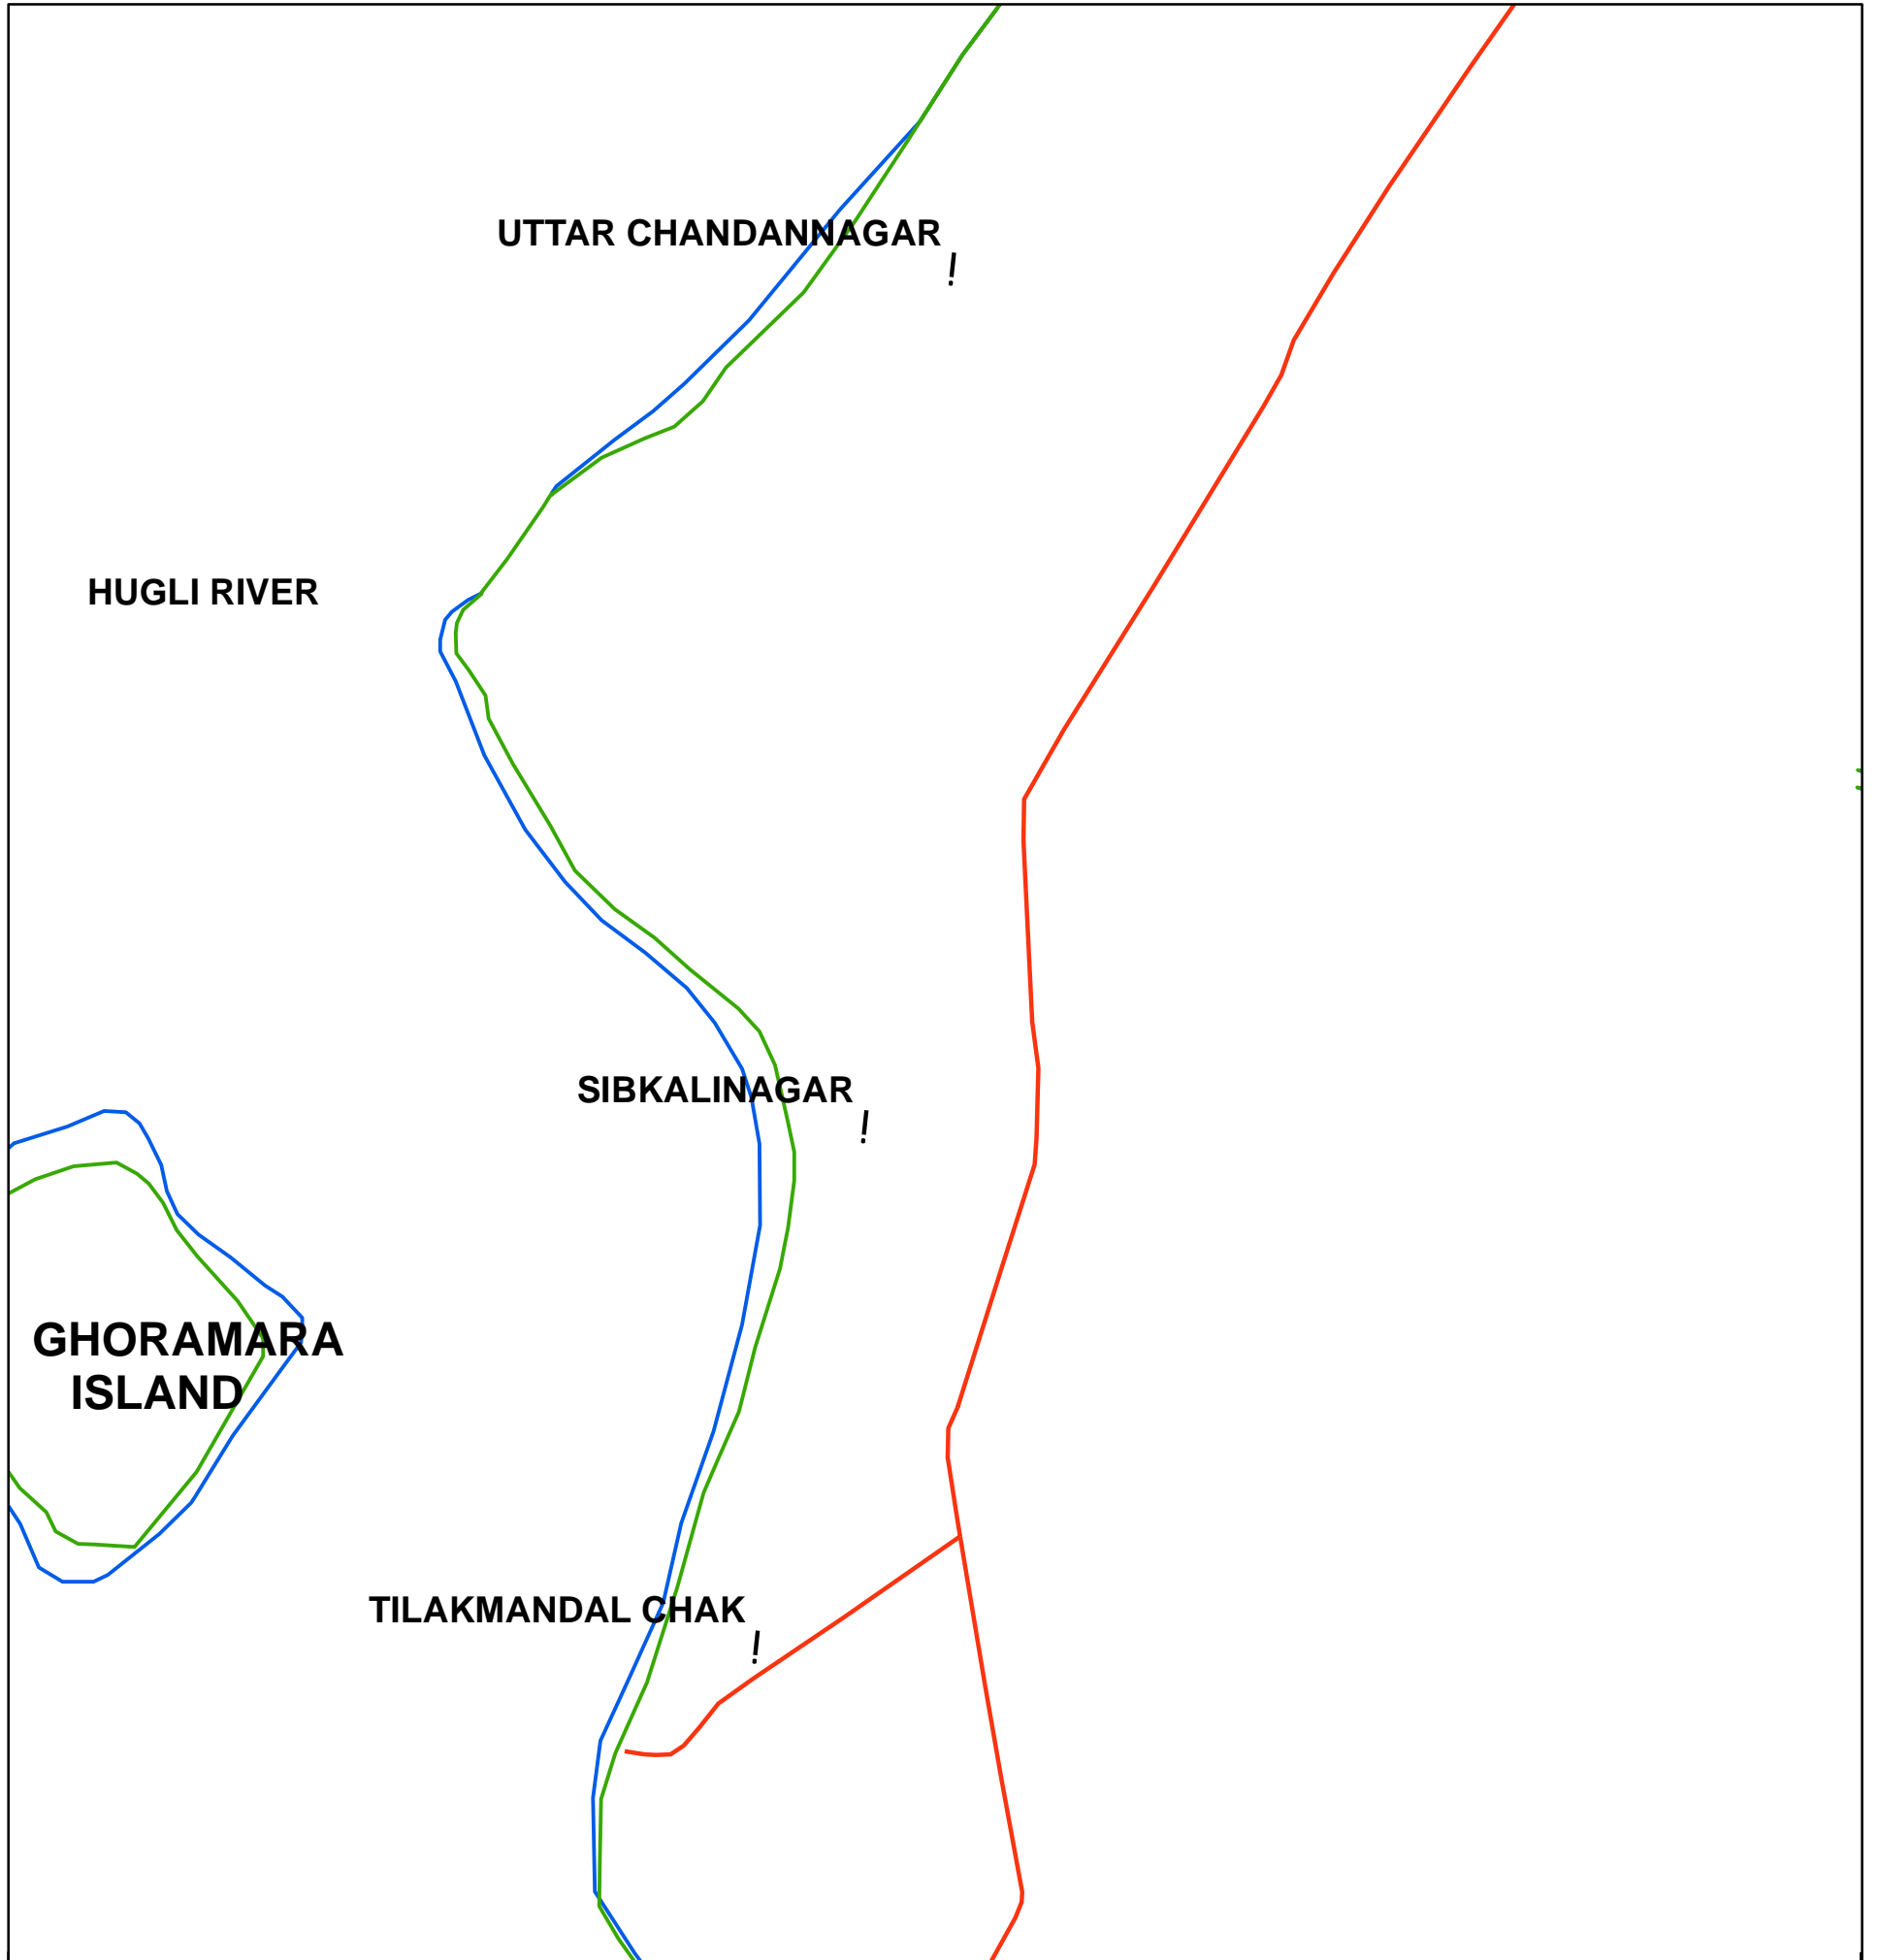 UTTAR CHANDANNAGAR
!
HUGLI RIVER
SIBKALINAGAR
!
GHORAMARA
ISLAND
TILAKMANDAL CHAK
!